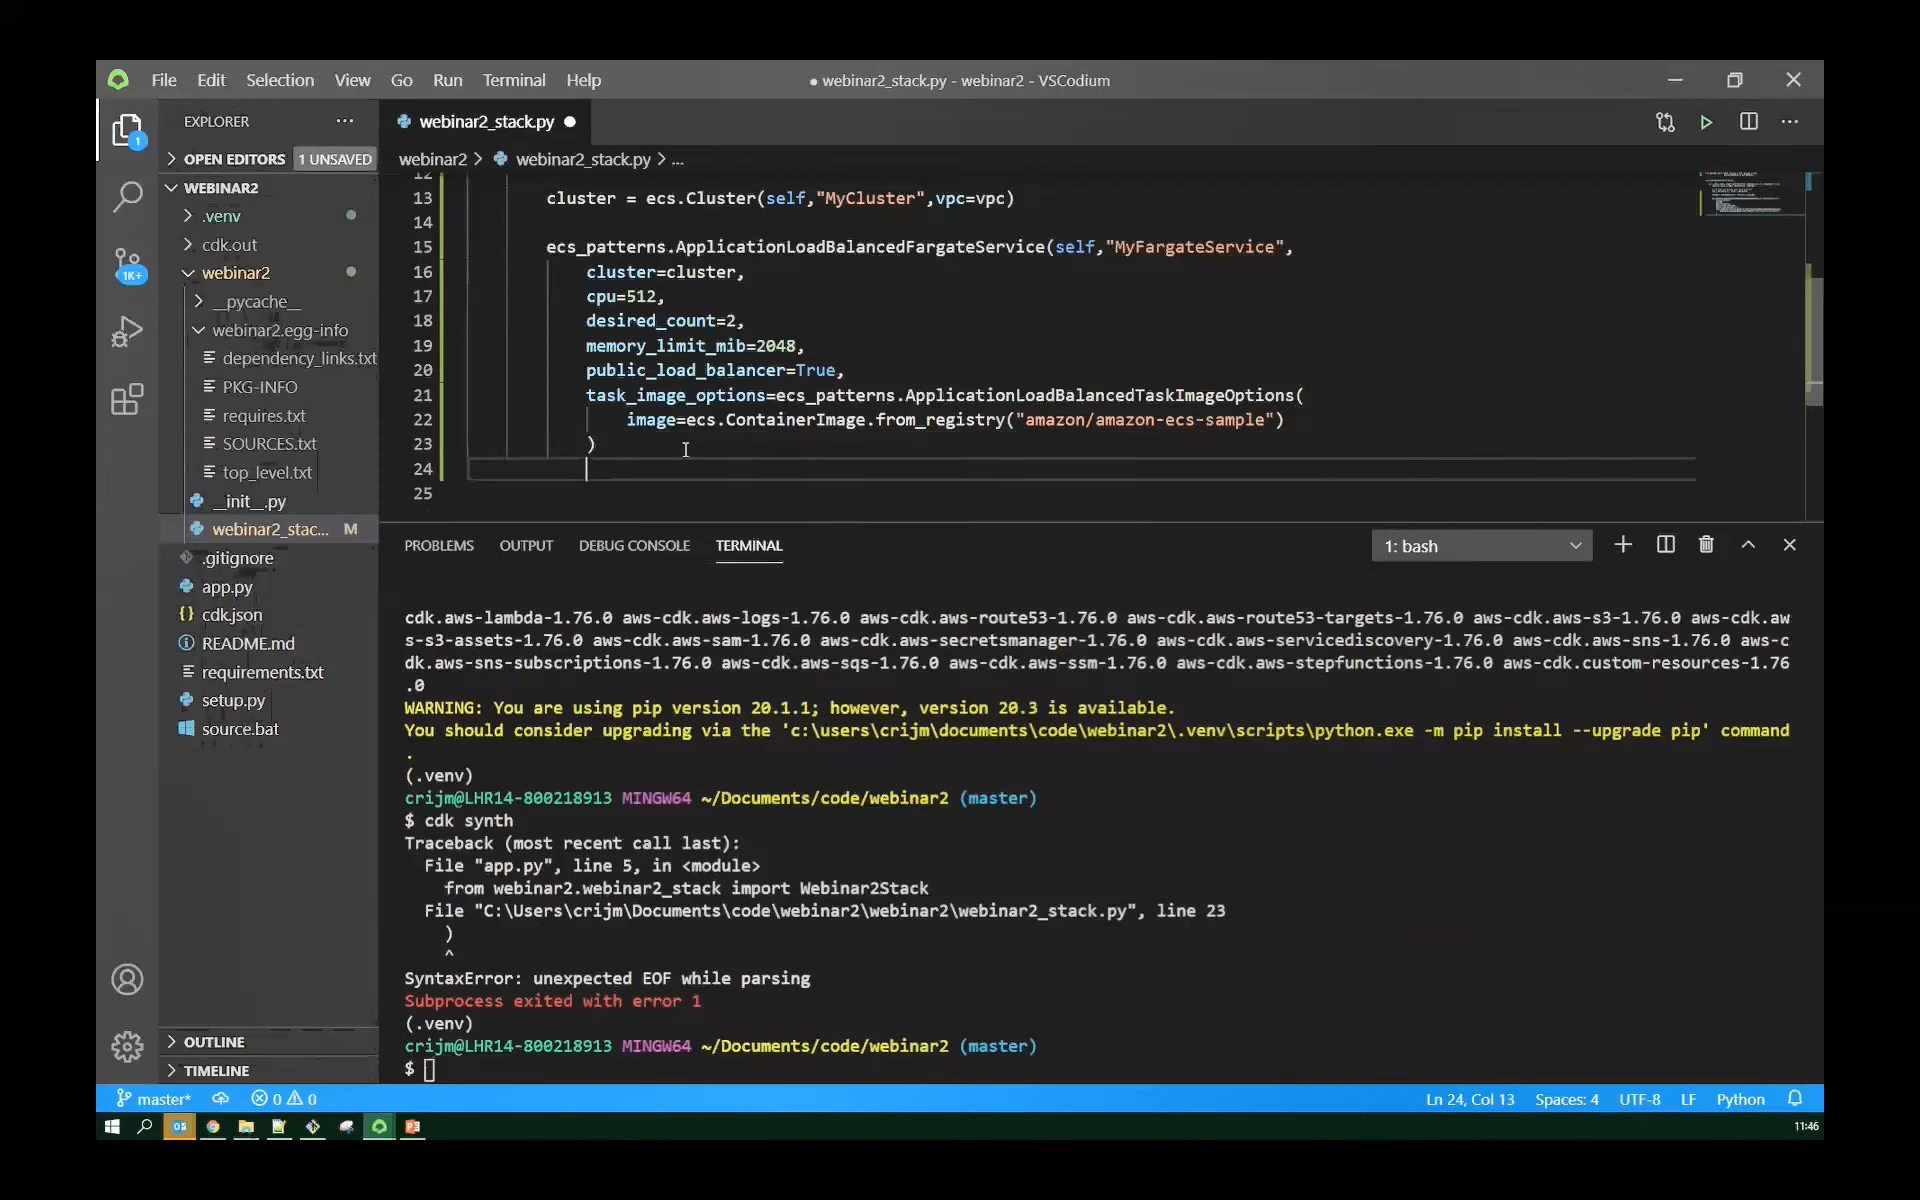 File Edit Selection View Go Run Terminal Help
● webinar2_stack.py - webinar2 - VSCodium
EXPLORER ...
1
OPEN EDITORS 1 UNSAVED
WEBINAR2
.venv
cdk.out
webinar2
1K+
__pycache__
webinar2.egg-info
dependency_links.txt
PKG-INFO
requires.txt
SOURCES.txt
top_level.txt
__init__.py
webinar2_stac... M
.gitignore
app.py
{} cdk.json
README.md
requirements.txt
setup.py
source.bat
OUTLINE
TIMELINE
webinar2_stack.py
webinar2 > webinar2_stack.py > ...
12
13 cluster = ecs.Cluster(self,"MyCluster",vpc=vpc)
14
15 ecs_patterns.ApplicationLoadBalancedFargateService(self,"MyFargateService",
16 cluster=cluster,
17 cpu=512,
18 desired_count=2,
19 memory_limit_mib=2048,
20 public_load_balancer=True,
21 task_image_options=ecs_patterns.ApplicationLoadBalancedTaskImageOptions(
22 image=ecs.ContainerImage.from_registry("amazon/amazon-ecs-sample")
23 )
24
25
PROBLEMS OUTPUT DEBUG CONSOLE TERMINAL 1: bash
cdk.aws-lambda-1.76.0 aws-cdk.aws-logs-1.76.0 aws-cdk.aws-route53-1.76.0 aws-cdk.aws-route53-targets-1.76.0 aws-cdk.aws-s3-1.76.0 aws-cdk.aw
s-s3-assets-1.76.0 aws-cdk.aws-sam-1.76.0 aws-cdk.aws-secretsmanager-1.76.0 aws-cdk.aws-servicediscovery-1.76.0 aws-cdk.aws-sns-1.76.0 aws-c
dk.aws-sns-subscriptions-1.76.0 aws-cdk.aws-sqs-1.76.0 aws-cdk.aws-ssm-1.76.0 aws-cdk.aws-stepfunctions-1.76.0 aws-cdk.custom-resources-1.76
.0
WARNING: You are using pip version 20.1.1; however, version 20.3 is available.
You should consider upgrading via the 'c:\users\crijm\documents\code\webinar2\.venv\scripts\python.exe -m pip install --upgrade pip' command
.
(.venv)
crijm@LHR14-800218913 MINGW64 ~/Documents/code/webinar2 (master)
$ cdk synth
Traceback (most recent call last):
File "app.py", line 5, in <module>
from webinar2.webinar2_stack import Webinar2Stack
File "C:\Users\crijm\Documents\code\webinar2\webinar2\webinar2_stack.py", line 23
)
^
SyntaxError: unexpected EOF while parsing
Subprocess exited with error 1
(.venv)
crijm@LHR14-800218913 MINGW64 ~/Documents/code/webinar2 (master)
$
master* 0 0 Ln 24, Col 13 Spaces: 4 UTF-8 LF Python
11:46